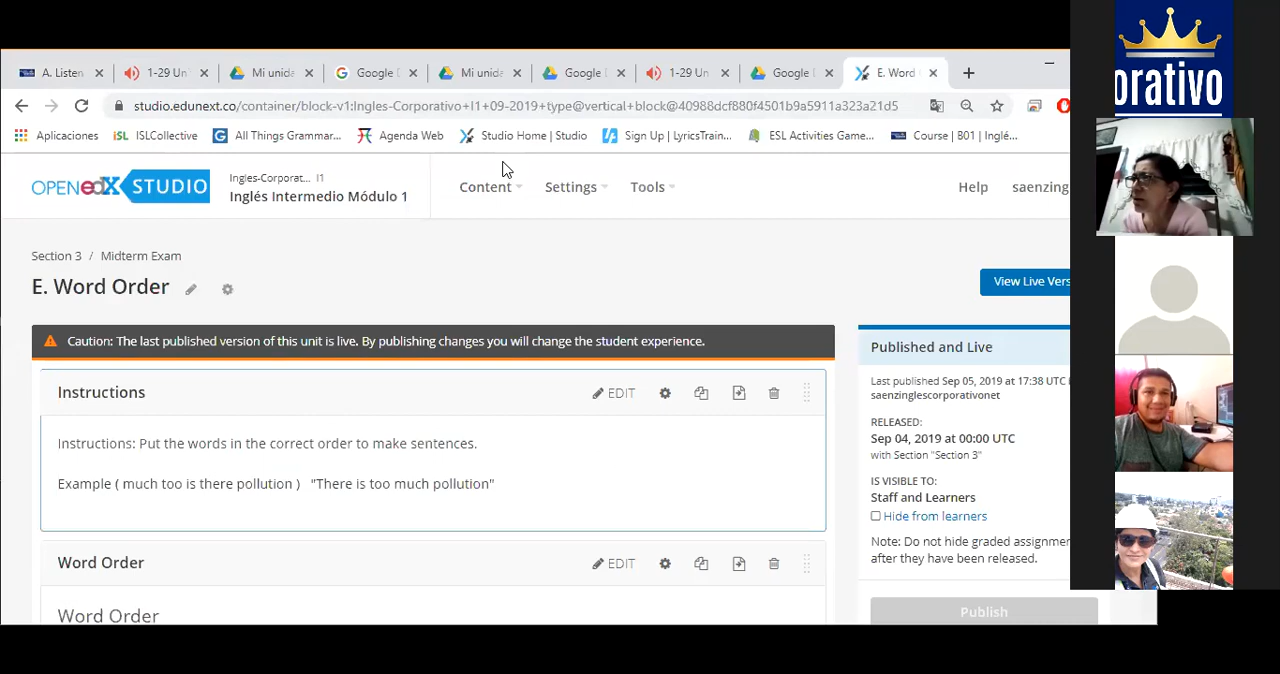 A. Listen
1-29 Un
Mi unida
Google D
Mi unida
Google D
1-29 Un
Google D
E. Word
studio.edunext.co/container/block-v1:Ingles-Corporativo+I1+09-2019+type@vertical+block@40988dcf880f4501b9a5911a323a21d5
Aplicaciones
iSL ISLCollective
G All Things Grammar...
Agenda Web
Studio Home | Studio
Sign Up | LyricsTrain...
ESL Activities Game...
Course | B01 | Inglé...
orativo
OPEN edX STUDIO
Ingles-Corporat... I1
Inglés Intermedio Módulo 1
Content
Settings
Tools
Help
saenzing
Section 3 / Midterm Exam
E. Word Order
View Live Vers
Caution: The last published version of this unit is live. By publishing changes you will change the student experience.
Instructions
EDIT
Instructions: Put the words in the correct order to make sentences.
Example ( much too is there pollution ) "There is too much pollution"
Word Order
EDIT
Word Order
Published and Live
Last published Sep 05, 2019 at 17:38 UTC
saenzinglescorporativonet
RELEASED:
Sep 04, 2019 at 00:00 UTC
with Section "Section 3"
IS VISIBLE TO:
Staff and Learners
Hide from learners
Note: Do not hide graded assignme
after they have been released.
Publish